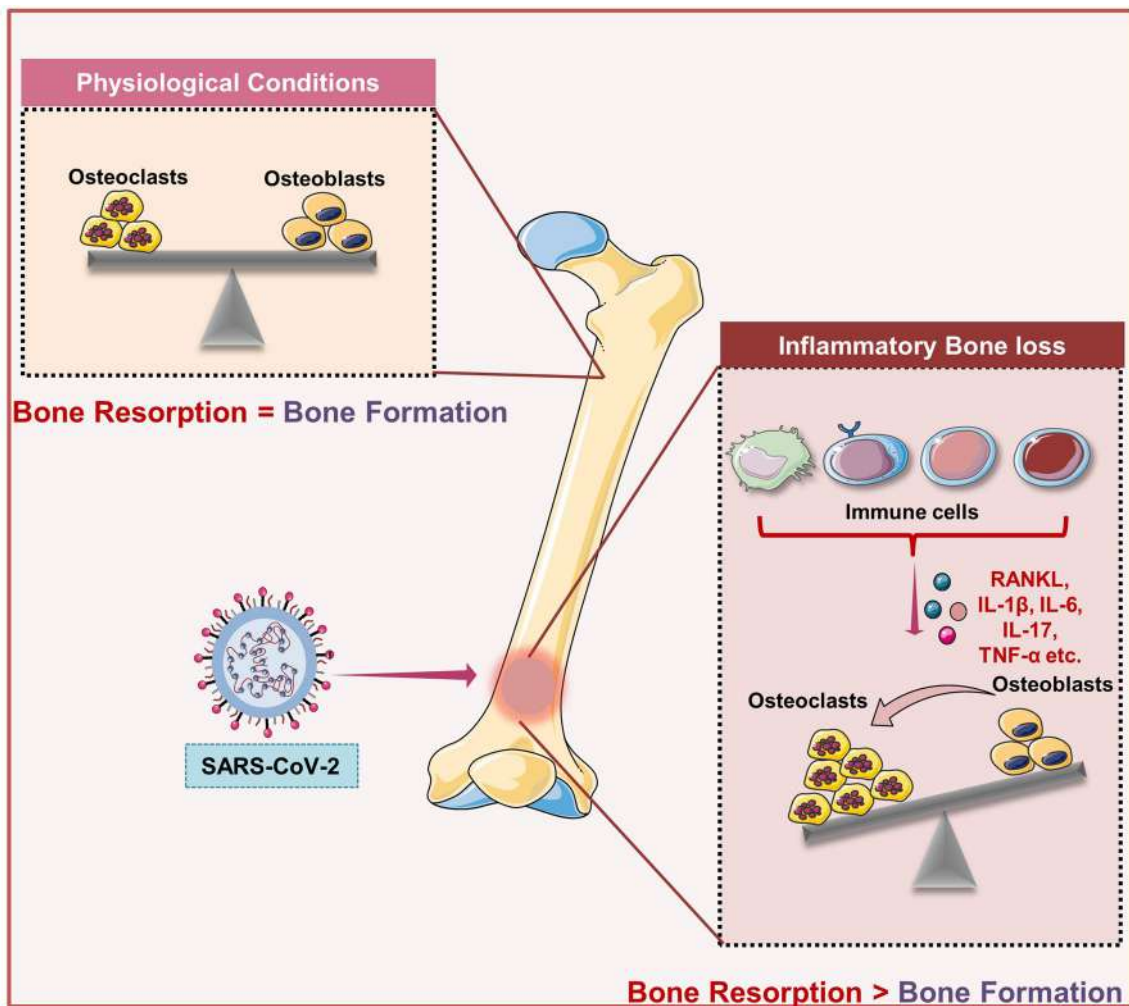 Physiological Conditions
Osteoclasts
Osteoblasts
Bone Resorption = Bone Formation
SARS-CoV-2
Inflammatory Bone loss
Immune cells
RANKL,
IL-1β, IL-6,
IL-17,
TNF-α etc.
Osteoblasts
Osteoclasts
Bone Resorption > Bone Formation